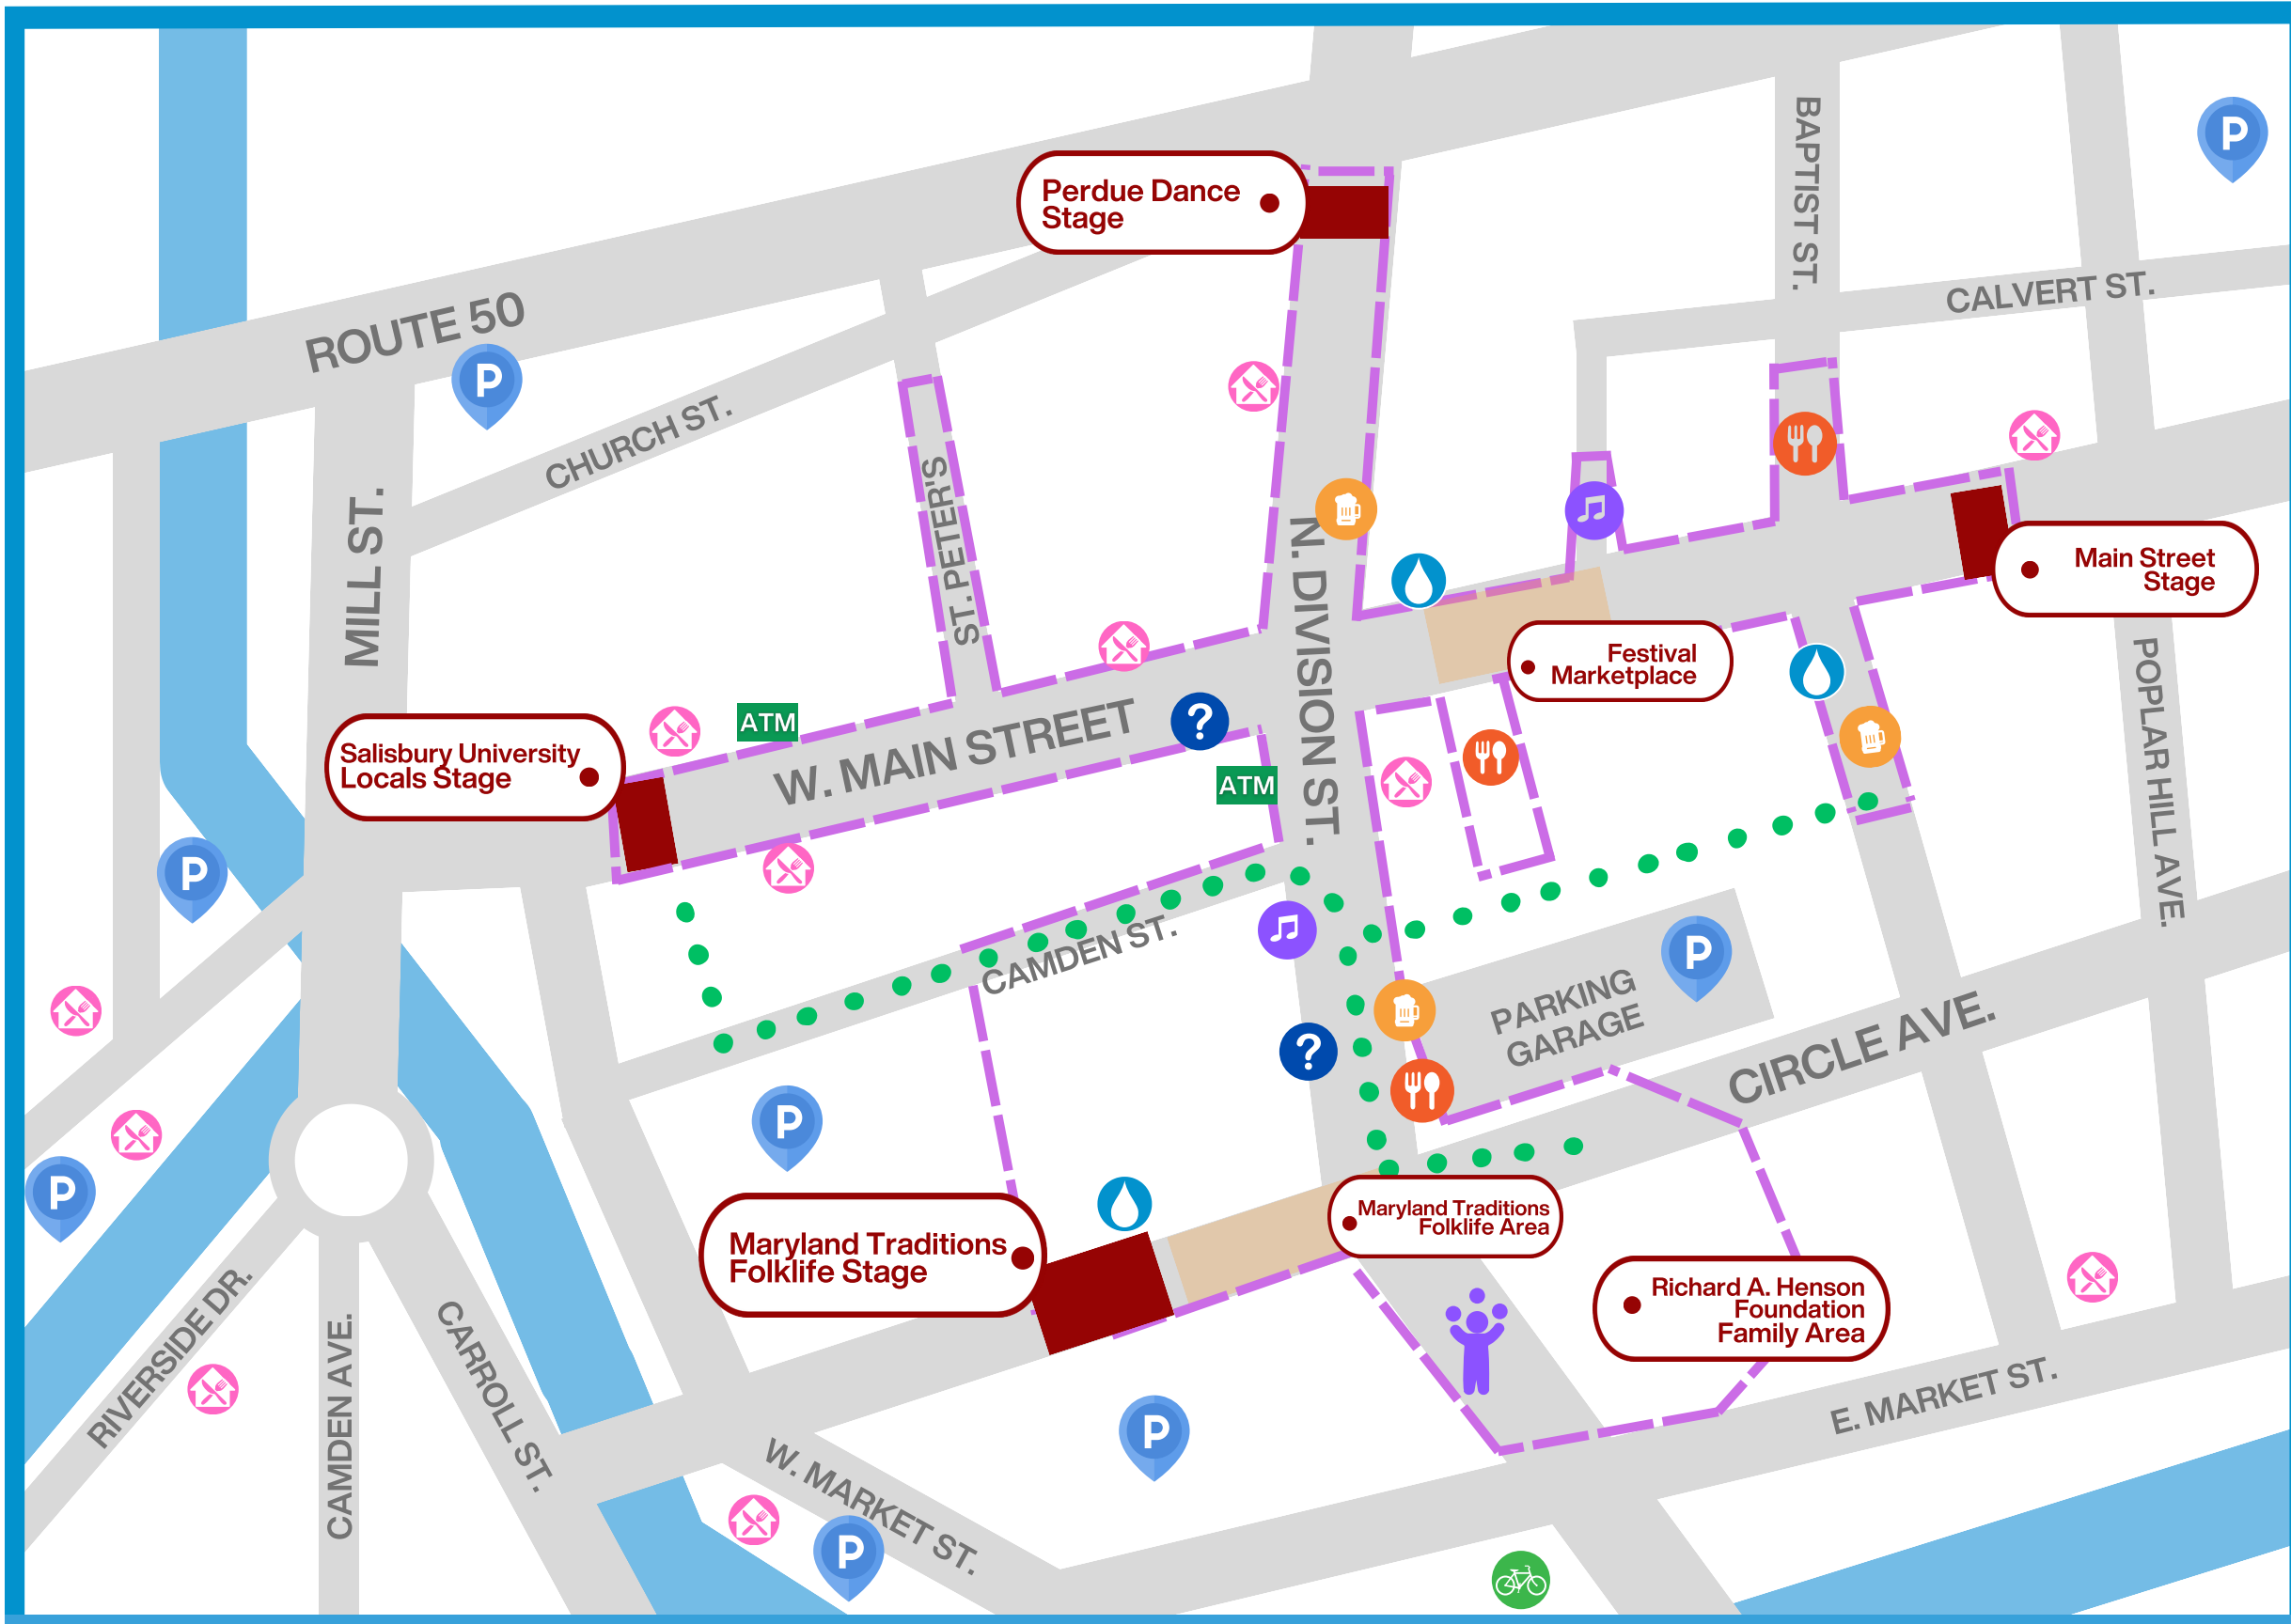 BAPTIST ST.
P
Perdue Dance
Stage
CALVERT ST.
ROUTE 50
P
CHURCH ST.
MILL ST.
ST. PETER'S
N. DIVISION ST.
Main Street
Stage
Festival
Marketplace
POPLAR HILL AVE.
ATM
?
W. MAIN STREET
Salisbury University
Locals Stage
ATM
P
CAMDEN ST.
P
PARKING
GARAGE
CIRCLE AVE.
?
P
P
Maryland Traditions
Folklife Stage
Maryland Traditions
Folklife Area
Richard A. Henson
Foundation
Family Area
RIVERSIDE DR.
CAMDEN AVE.
CARROLL ST.
E. MARKET ST.
P
W. MARKET ST.
P